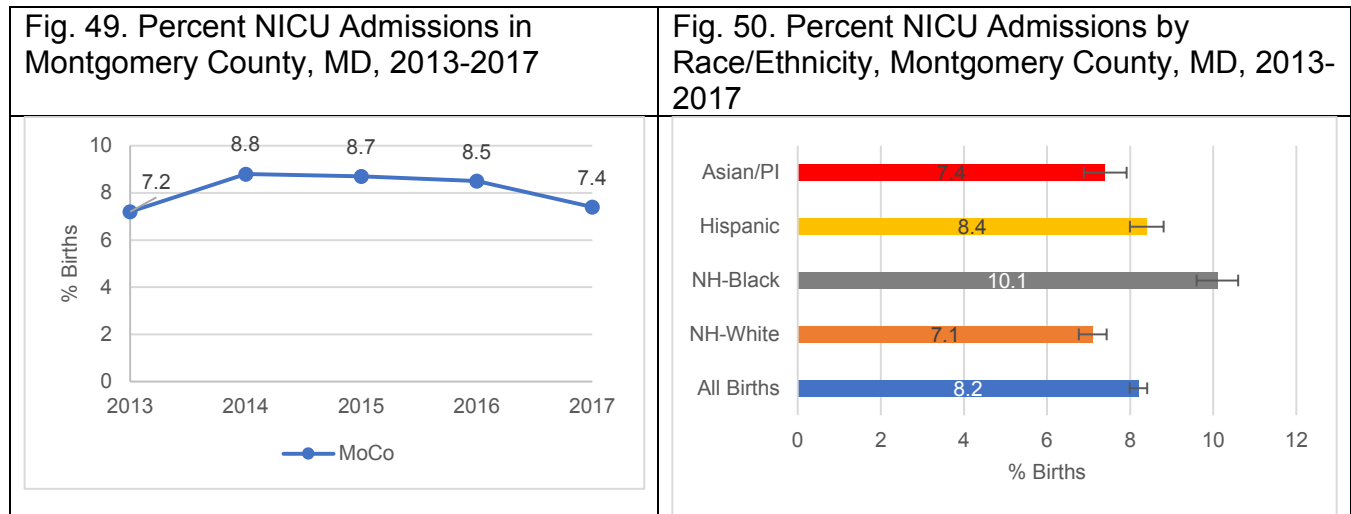 Fig. 49. Percent NICU Admissions in
Montgomery County, MD, 2013-2017
10
8
6
4
2
0
% Births
7.2
8.8
8.7
8.5
7.4
2013 2014 2015 2016 2017
MoCo
Fig. 50. Percent NICU Admissions by
Race/Ethnicity, Montgomery County, MD, 2013-
2017
Asian/PI 7.4
Hispanic 8.4
NH-Black 10.1
NH-White 7.1
All Births 8.2
0 2 4 6 8 10 12
% Births